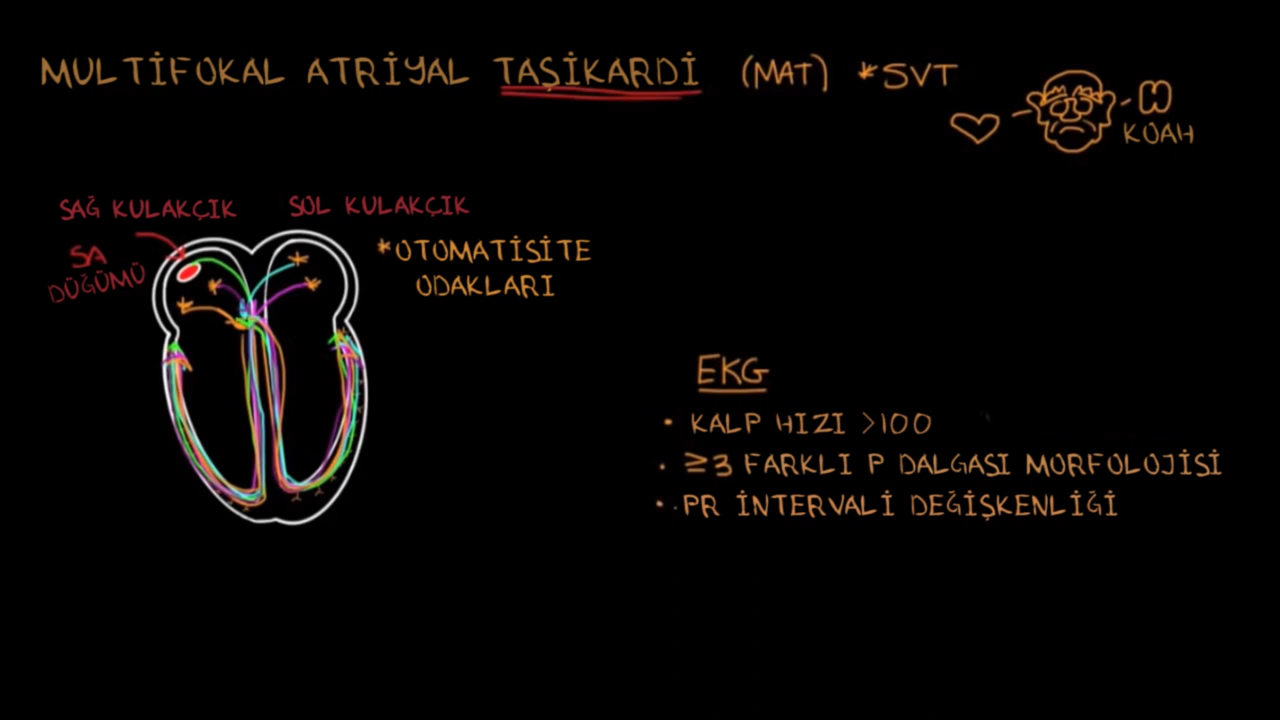 MULTİFOKAL ATRİYAL TAŞİKARDİ (MAT) *SVT
KOAH
SAĞ KULAKÇIK SOL KULAKÇIK
SA
DÜĞÜMÜ
*OTOMATİSİTE
ODAKLARI
EKG
• KALP HIZI >100
• ≥3 FARKLI P DALGASI MORFOLOJİSİ
• PR İNTERVALİ DEĞİŞKENLİĞİ